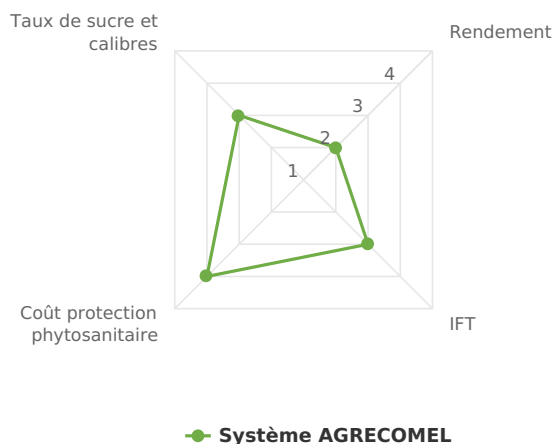 Taux de sucre et
calibres
Rendement
4
3
2
1
Coût protection
phytosanitaire
IFT
Système AGRECOMEL